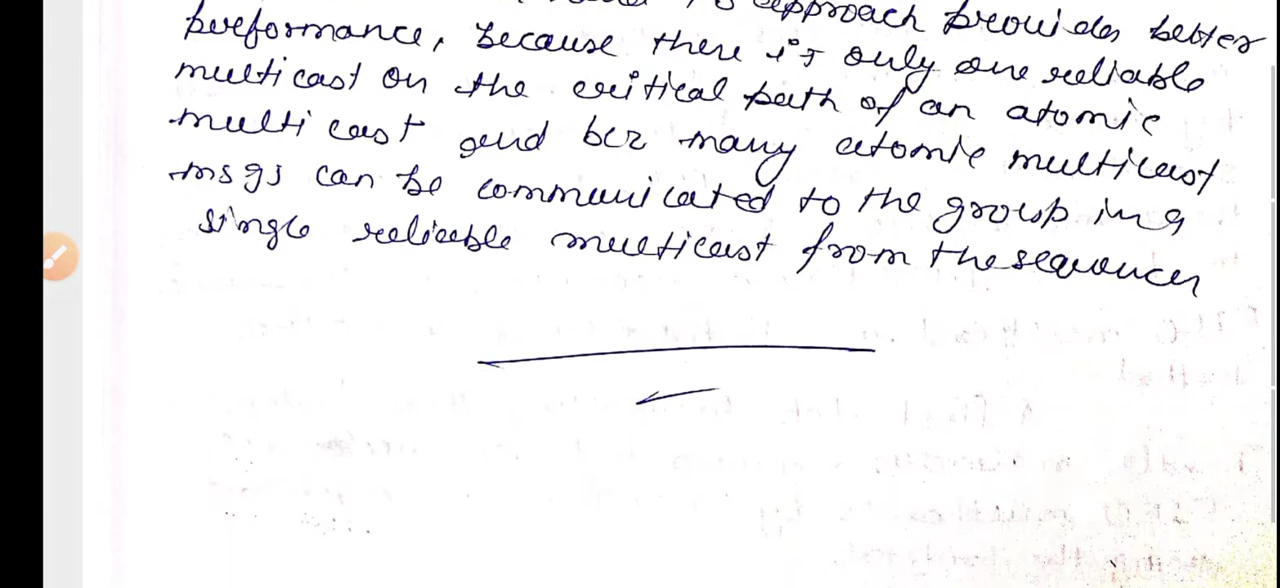 approach provides better
performance, because there is only one reliable
multicast on the critical path of an atomic
multicast and bcz many atomic multicast
msgs can be communicated to the group in a
single reliable multicast from the sequencer